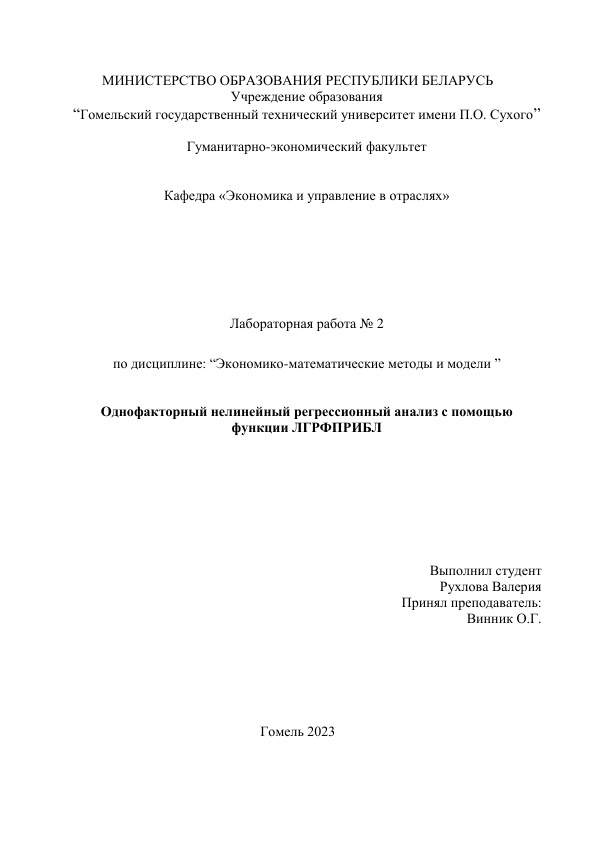 МИНИСТЕРСТВО ОБРАЗОВАНИЯ РЕСПУБЛИКИ БЕЛАРУСЬ
Учреждение образования
“Гомельский государственный технический университет имени П.О. Сухого”
Гуманитарно-экономический факультет
Кафедра «Экономика и управление в отраслях»
Лабораторная работа № 2
по дисциплине: “Экономико-математические методы и модели ”
Однофакторный нелинейный регрессионный анализ с помощью
функции ЛГРФПРИБЛ
Выполнил студент
Рухлова Валерия
Принял преподаватель:
Винник О.Г.
Гомель 2023